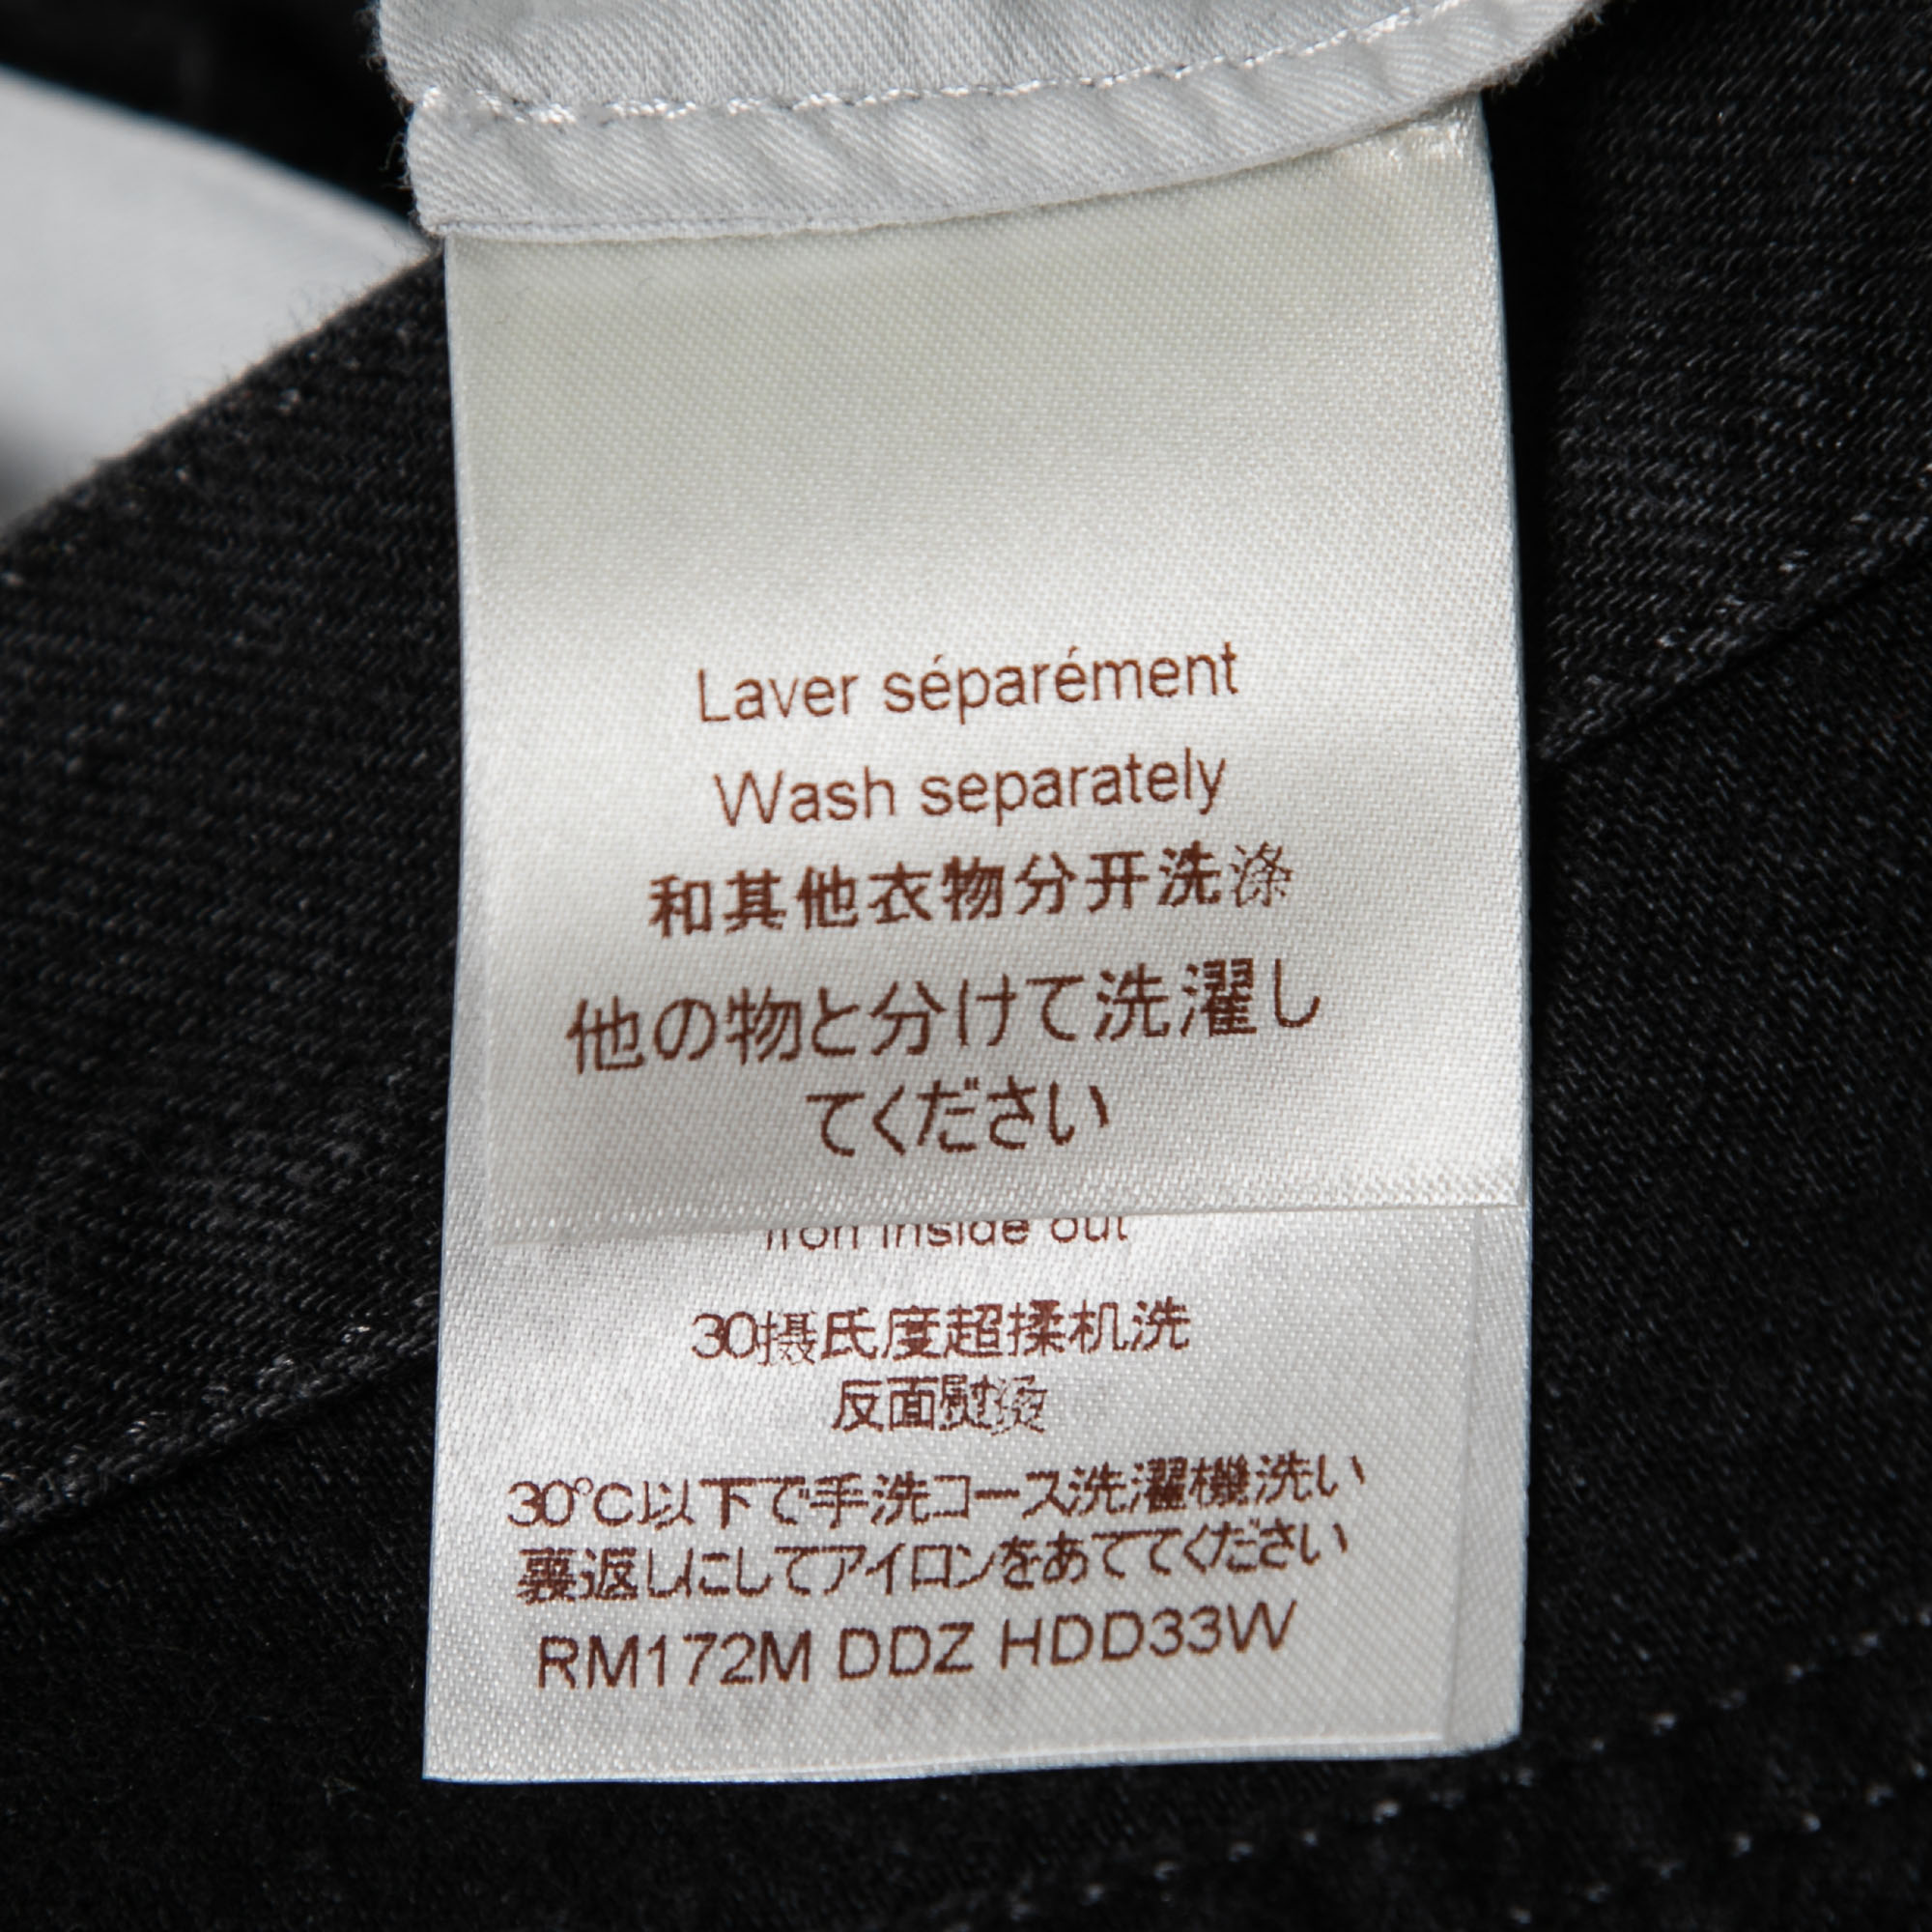 Laver séparément
Wash separately
和其他衣物分开洗涤
他の物と分けて洗濯し
てください
Iron inside out
30摄氏度超揉机洗
反面熨烫
30°C以下で手洗コース洗濯機洗い
裏返しにしてアイロンをあててください
RM172M DDZ HDD33W